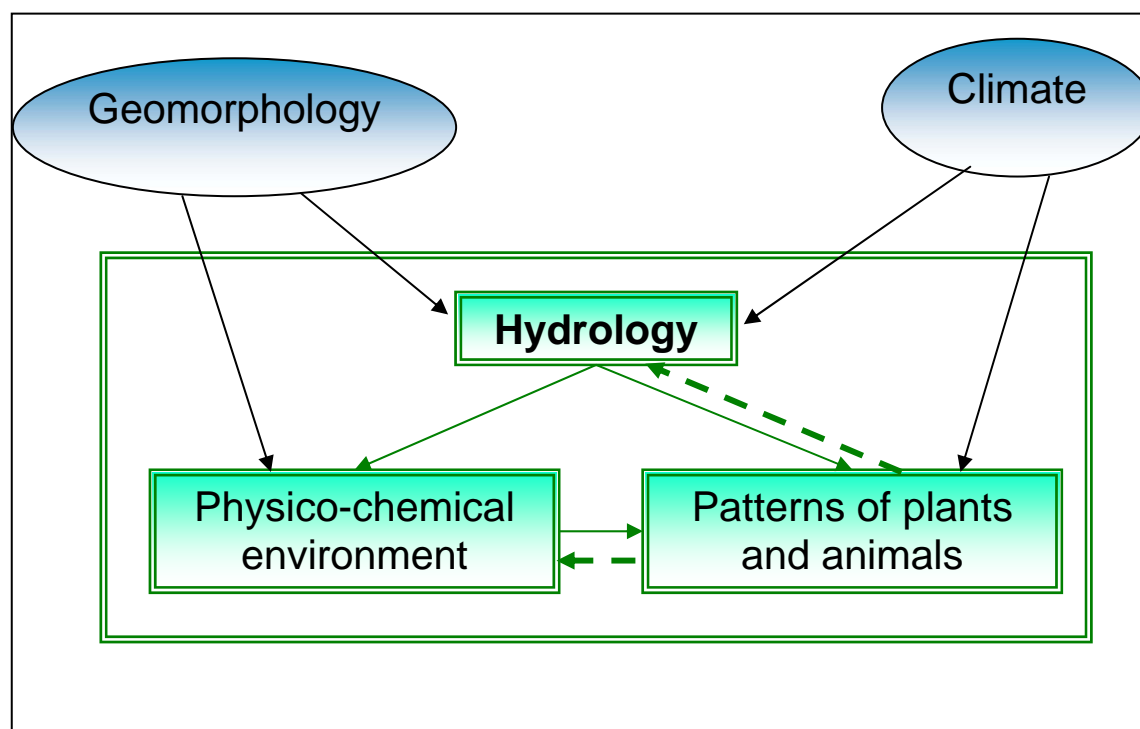 Geomorphology
Climate
Hydrology
Physico-chemical
environment
Patterns of plants
and animals